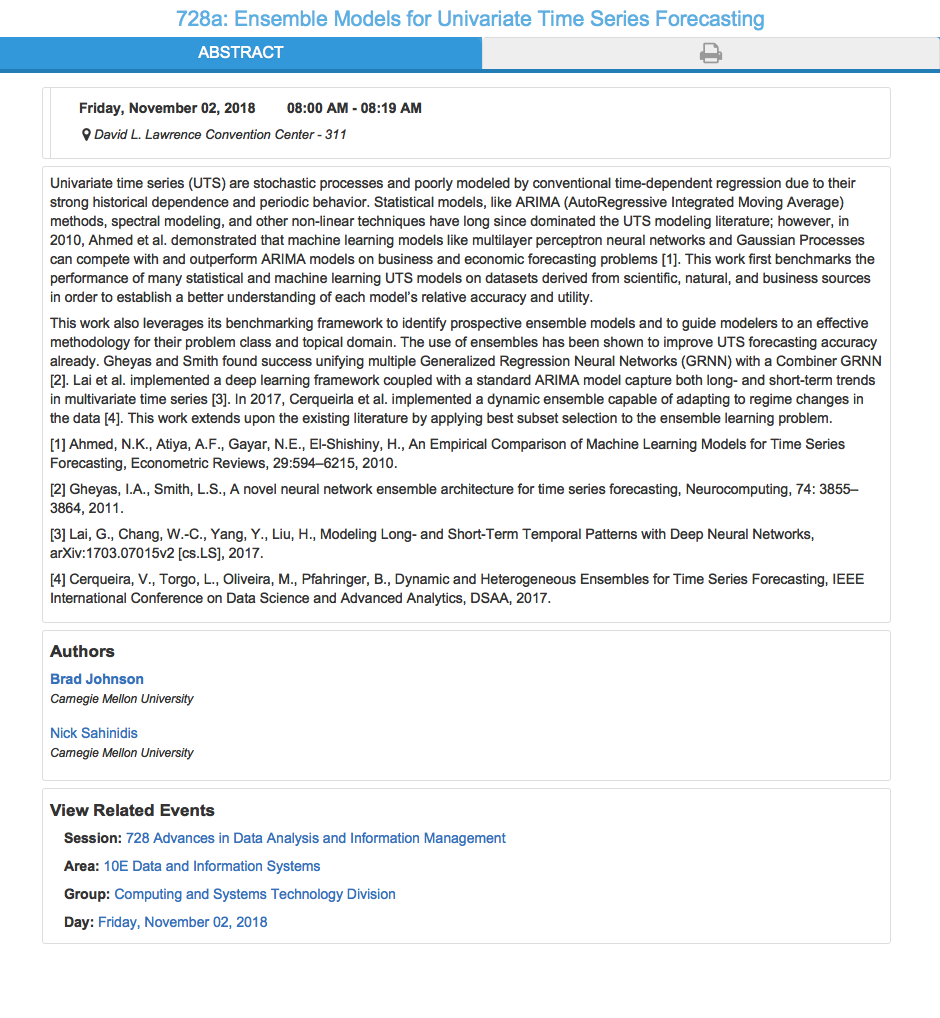 728a: Ensemble Models for Univariate Time Series Forecasting
ABSTRACT
Friday, November 02, 2018 08:00 AM - 08:19 AM
David L. Lawrence Convention Center - 311
Univariate time series (UTS) are stochastic processes and poorly modeled by conventional time-dependent regression due to their
strong historical dependence and periodic behavior. Statistical models, like ARIMA (AutoRegressive Integrated Moving Average)
methods, spectral modeling, and other non-linear techniques have long since dominated the UTS modeling literature; however, in
2010, Ahmed et al. demonstrated that machine learning models like multilayer perceptron neural networks and Gaussian Processes
can compete with and outperform ARIMA models on business and economic forecasting problems [1]. This work first benchmarks the
performance of many statistical and machine learning UTS models on datasets derived from scientific, natural, and business sources
in order to establish a better understanding of each model's relative accuracy and utility.
This work also leverages its benchmarking framework to identify prospective ensemble models and to guide modelers to an effective
methodology for their problem class and topical domain. The use of ensembles has been shown to improve UTS forecasting accuracy
already. Gheyas and Smith found success unifying multiple Generalized Regression Neural Networks (GRNN) with a Combiner GRNN
[2]. Lai et al. implemented a deep learning framework coupled with a standard ARIMA model capture both long- and short-term trends
in multivariate time series [3]. In 2017, Cerqueirla et al. implemented a dynamic ensemble capable of adapting to regime changes in
the data [4]. This work extends upon the existing literature by applying best subset selection to the ensemble learning problem.
[1] Ahmed, N.K., Atiya, A.F., Gayar, N.E., El-Shishiny, H., An Empirical Comparison of Machine Learning Models for Time Series
Forecasting, Econometric Reviews, 29:594–6215, 2010.
[2] Gheyas, I.A., Smith, L.S., A novel neural network ensemble architecture for time series forecasting, Neurocomputing, 74: 3855–
3864, 2011.
[3] Lai, G., Chang, W.-C., Yang, Y., Liu, H., Modeling Long- and Short-Term Temporal Patterns with Deep Neural Networks,
arXiv:1703.07015v2 [cs.LS], 2017.
[4] Cerqueira, V., Torgo, L., Oliveira, M., Pfahringer, B., Dynamic and Heterogeneous Ensembles for Time Series Forecasting, IEEE
International Conference on Data Science and Advanced Analytics, DSAA, 2017.
Authors
Brad Johnson
Carnegie Mellon University
Nick Sahinidis
Carnegie Mellon University
View Related Events
Session: 728 Advances in Data Analysis and Information Management
Area: 10E Data and Information Systems
Group: Computing and Systems Technology Division
Day: Friday, November 02, 2018